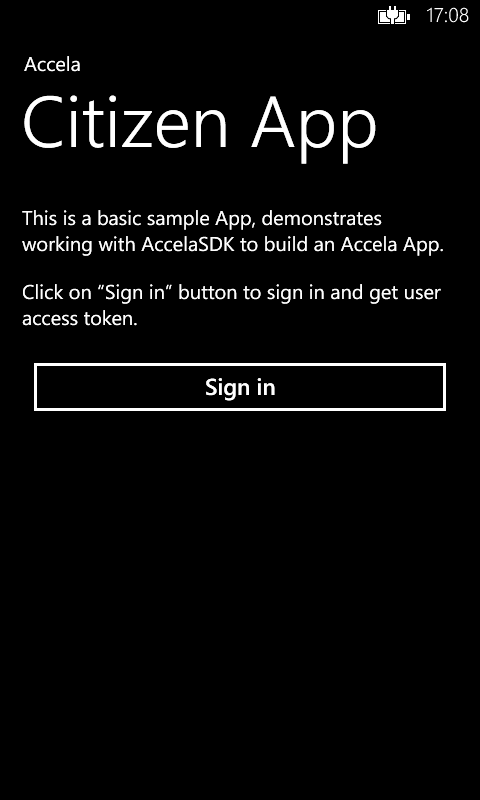 17:08
Accela
Citizen App
This is a basic sample App, demonstrates
working with AccelaSDK to build an Accela App.
Click on “Sign in” button to sign in and get user
access token.
Sign in